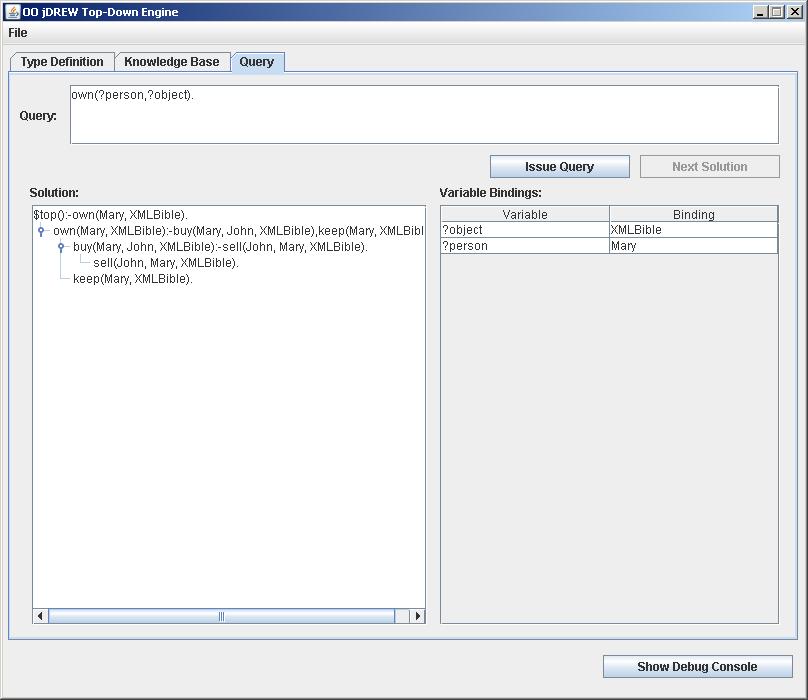 OO jDREW Top-Down Engine
File
Type Definition Knowledge Base Query
Query: own(?person,?object).
Issue Query Next Solution
Solution: Variable Bindings:
$top():-own(Mary, XMLBible).
own(Mary, XMLBible):-buy(Mary, John, XMLBible),keep(Mary, XMLBibl
buy(Mary, John, XMLBible):-sell(John, Mary, XMLBible).
sell(John, Mary, XMLBible).
keep(Mary, XMLBible).
Variable Binding
?object XMLBible
?person Mary
Show Debug Console